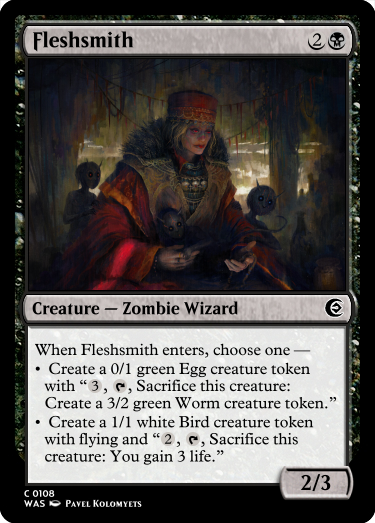 Fleshsmith 2
Creature — Zombie Wizard
When Fleshsmith enters, choose one —
• Create a 0/1 green Egg creature token
with “3, , Sacrifice this creature:
Create a 3/2 green Worm creature token.”
• Create a 1/1 white Bird creature token
with flying and “2, , Sacrifice this
creature: You gain 3 life.”
2/3
C 0108
WAS Pavel Kolomyets